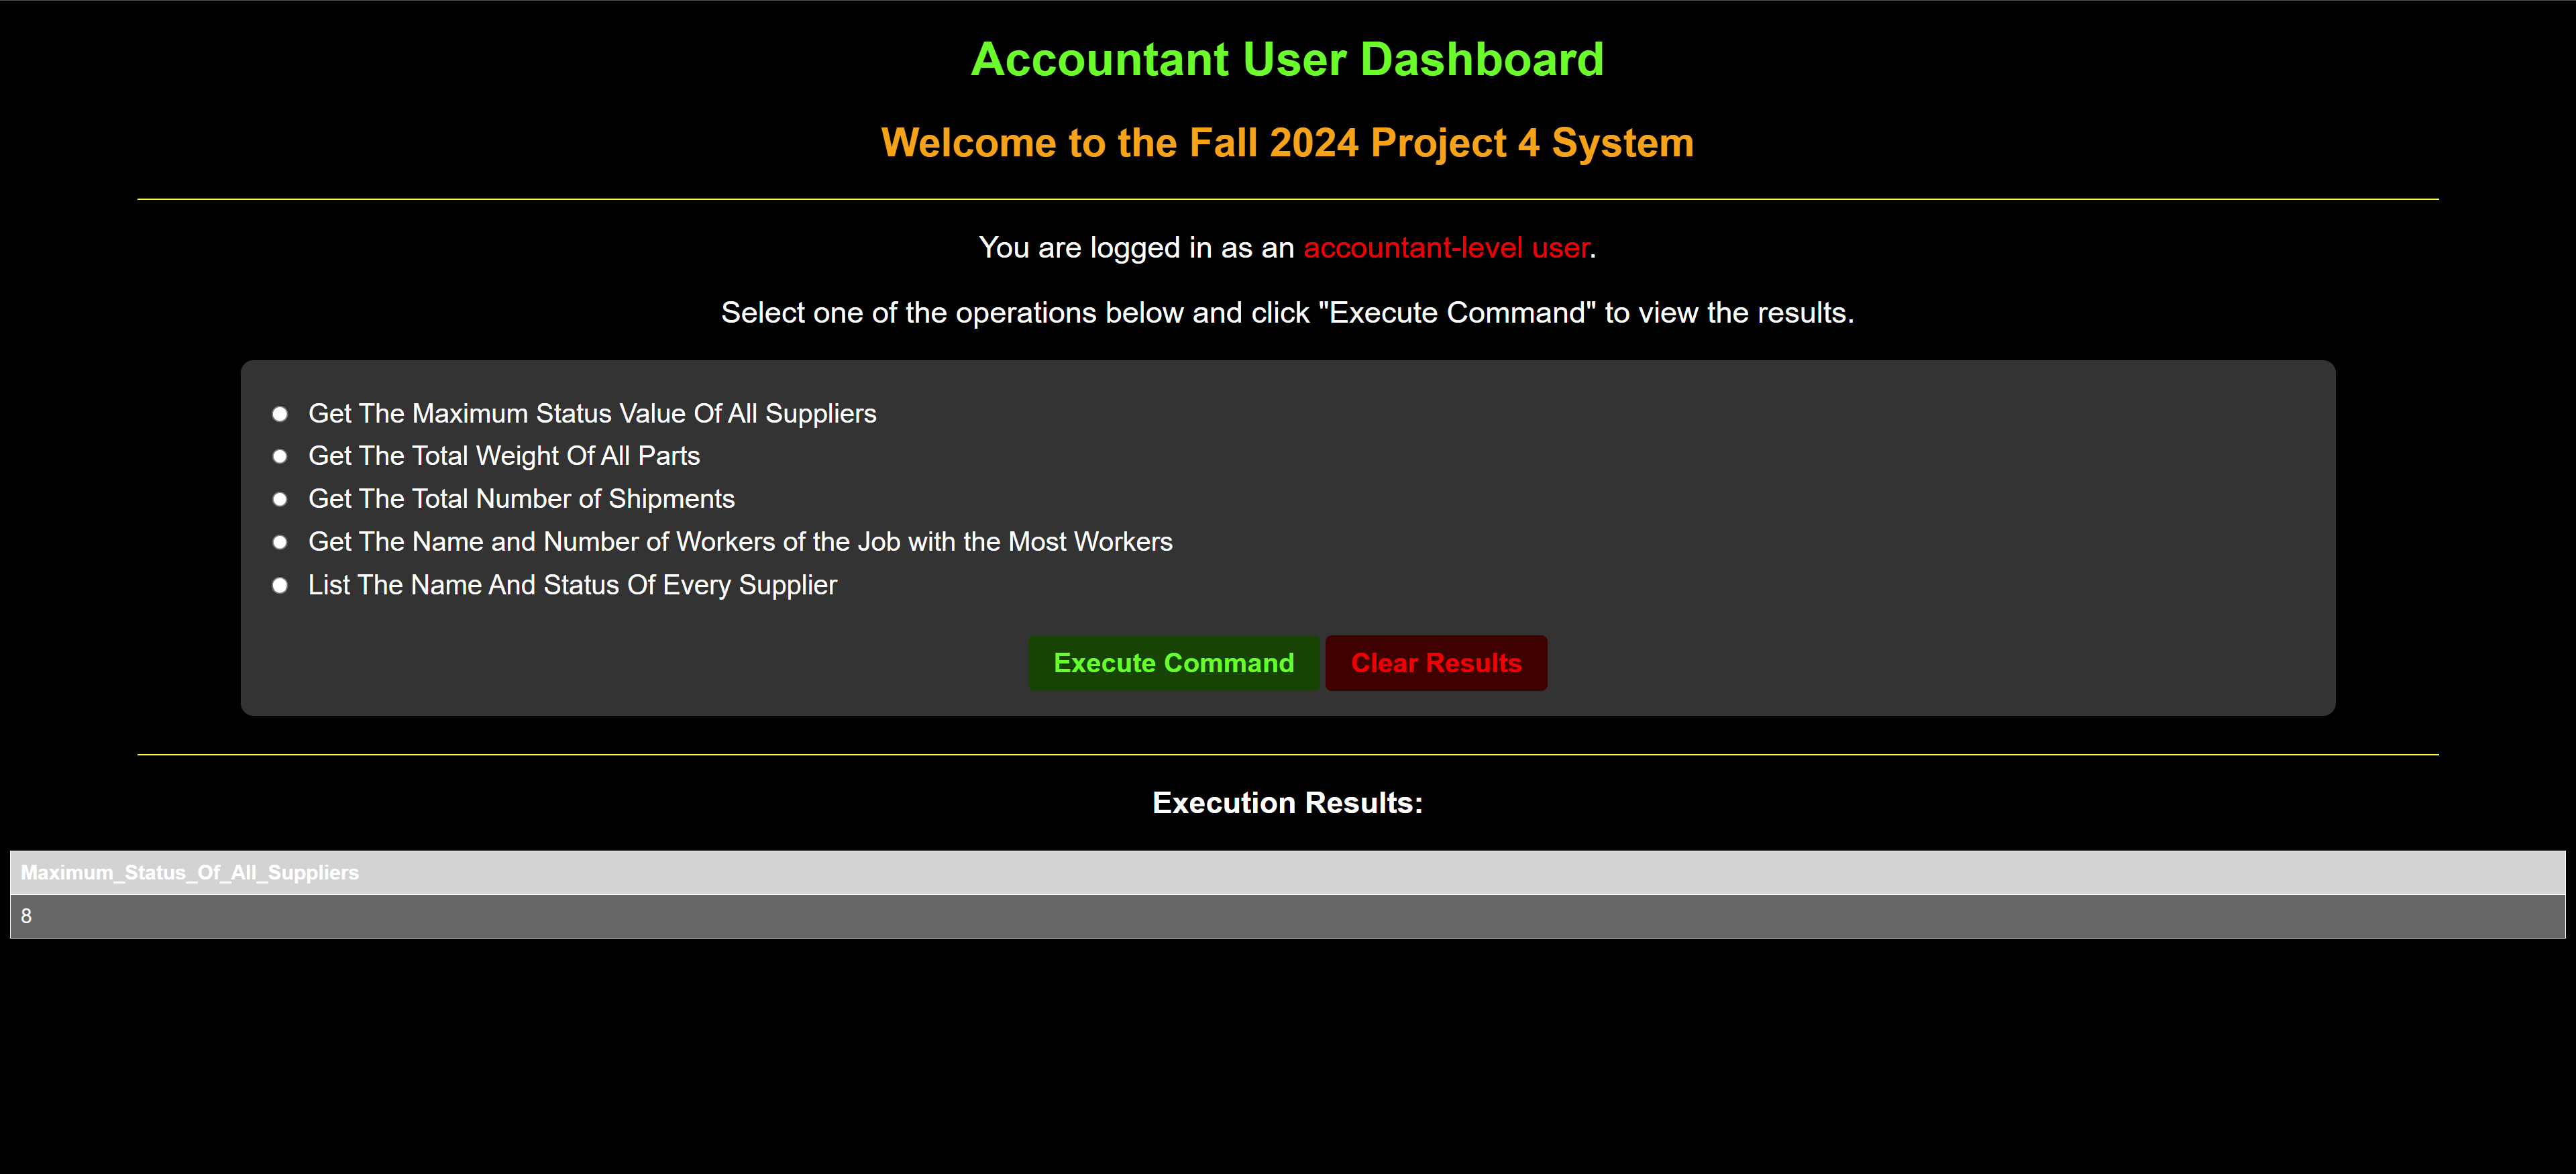 Accountant User Dashboard
Welcome to the Fall 2024 Project 4 System
You are logged in as an accountant-level user.
Select one of the operations below and click "Execute Command" to view the results.
Get The Maximum Status Value Of All Suppliers
Get The Total Weight Of All Parts
Get The Total Number of Shipments
Get The Name and Number of Workers of the Job with the Most Workers
List The Name And Status Of Every Supplier
Execute Command Clear Results
Execution Results:
Maximum_Status_Of_All_Suppliers
8